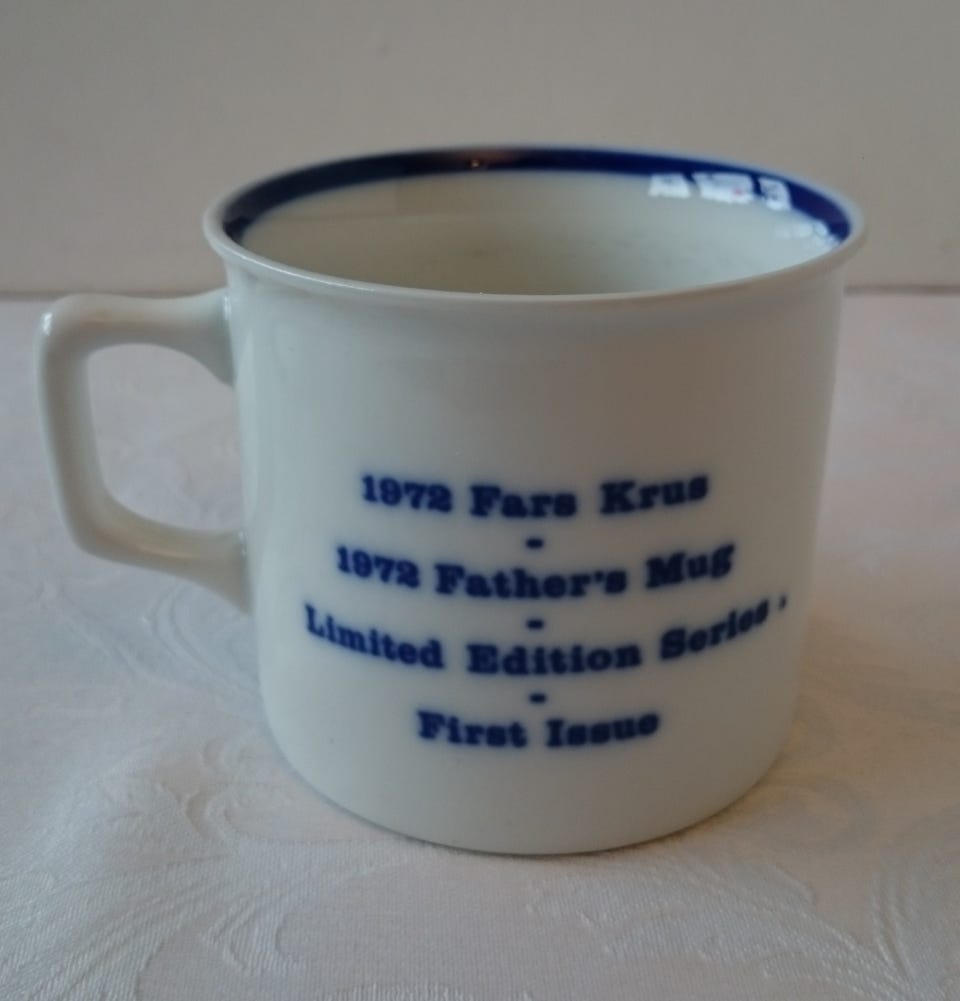 1972 Fars Krus
-
1972 Father's Mug
-
Limited Edition Series .
-
First Issue